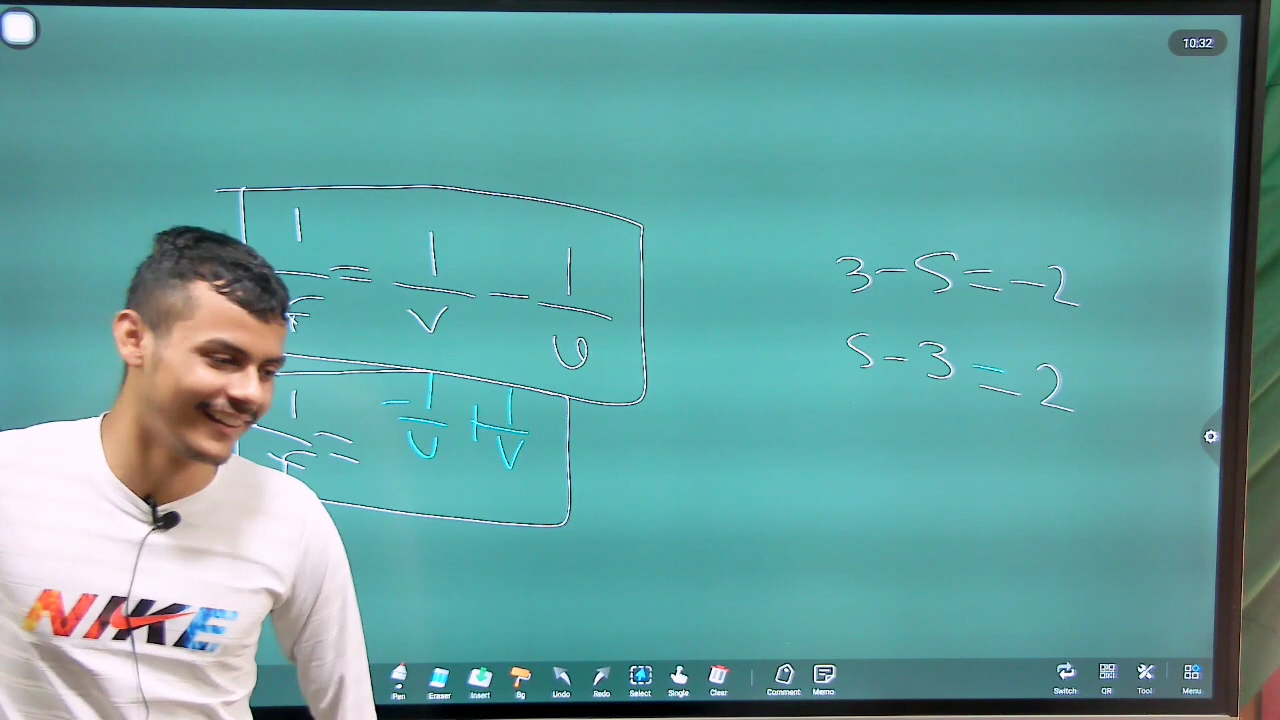 10:32
1/f = 1/v - 1/u
3-5=-2
5-3=2
1/f = -1/u + 1/v
NIKE
Pen Eraser Insert Bg Undo Redo Select Single Clear Comment Memo Switch QR Tool Menu